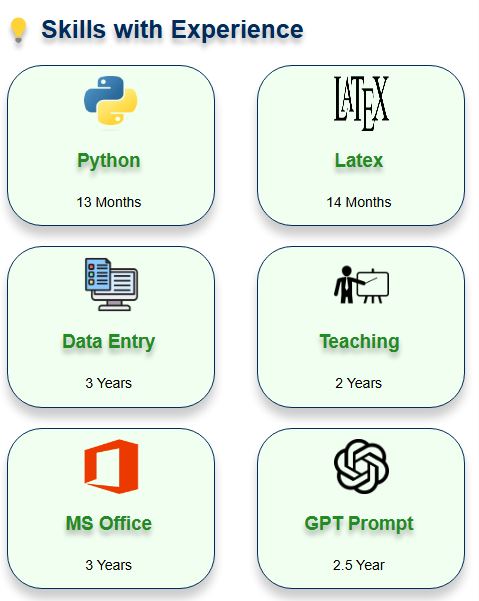 Skills with Experience
LATEX
Python
Latex
13 Months
14 Months
Data Entry
Teaching
3 Years
2 Years
MS Office
GPT Prompt
3 Years
2.5 Year